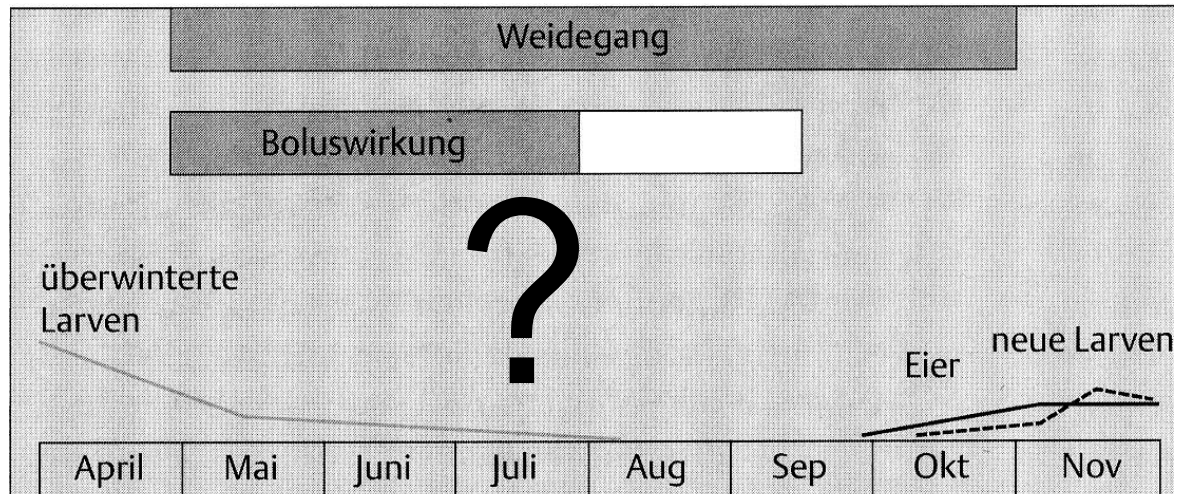 Weidegang
Boluswirkung
?
überwinterte
Larven
Eier
neue Larven
April Mai Juni Juli Aug Sep Okt Nov